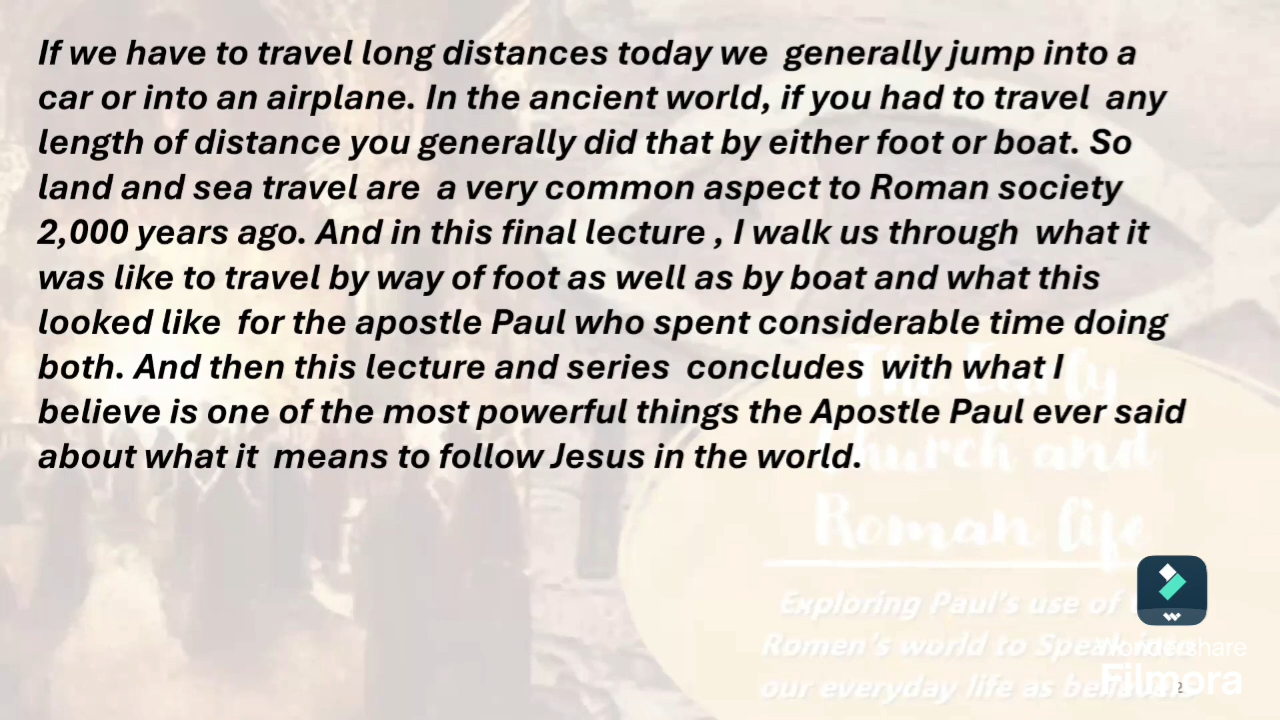 If we have to travel long distances today we generally jump into a
car or into an airplane. In the ancient world, if you had to travel any
length of distance you generally did that by either foot or boat. So
land and sea travel are a very common aspect to Roman society
2,000 years ago. And in this final lecture , I walk us through what it
was like to travel by way of foot as well as by boat and what this
looked like for the apostle Paul who spent considerable time doing
both. And then this lecture and series concludes with what I
believe is one of the most powerful things the Apostle Paul ever said
about what it means to follow Jesus in the world.
The Early
Church and
Roman life
Exploring Paul's use of
Romen's world to Speak into
our everyday life as believers
Wondershare
Filmora
2